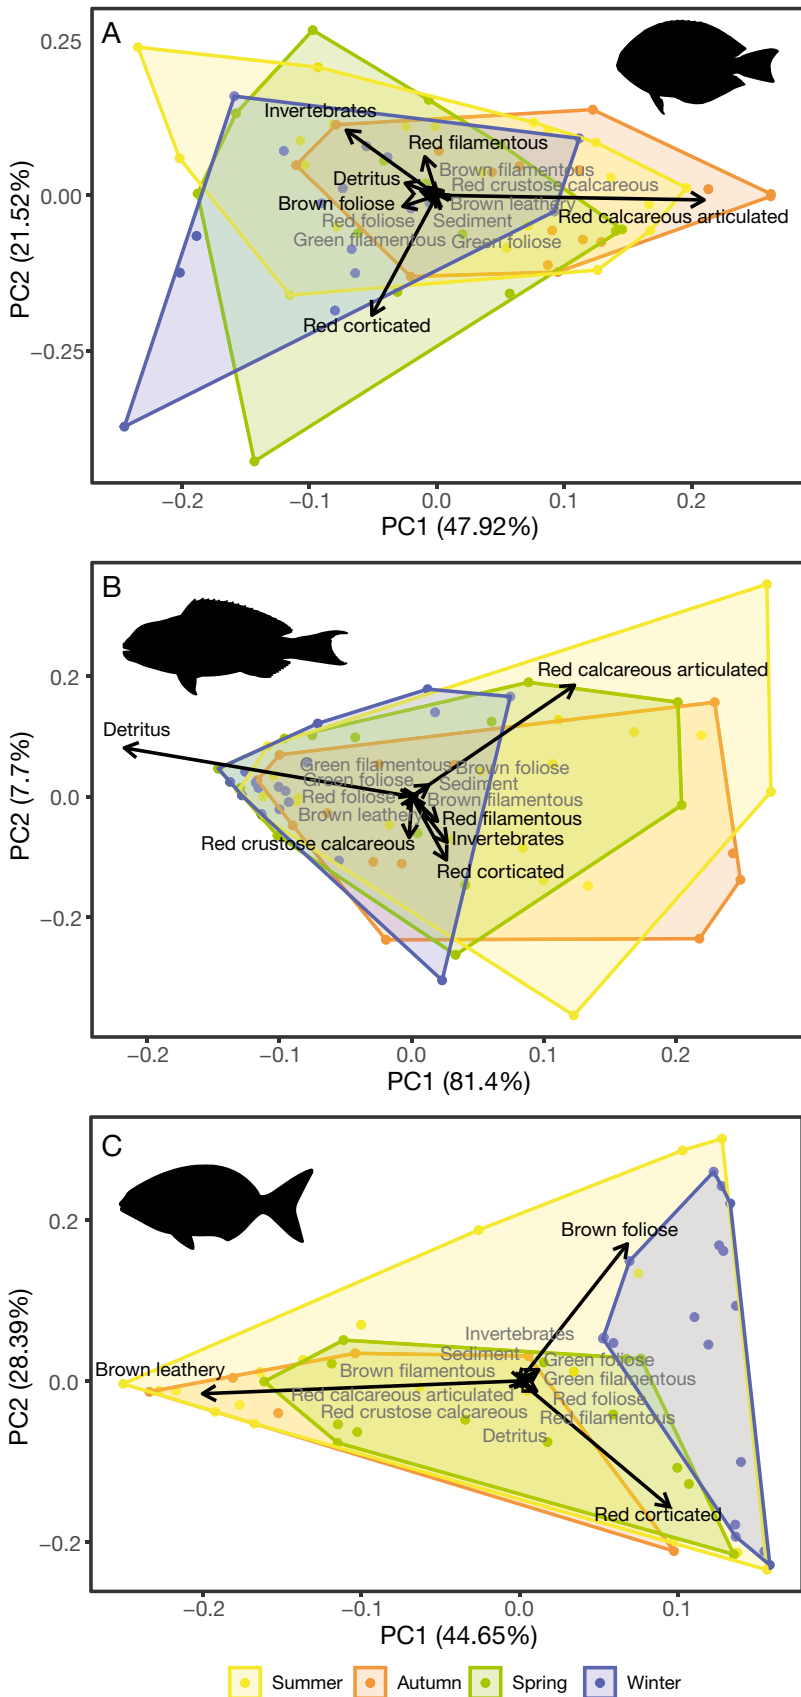 A
0.25
0.00
−0.25
PC2 (21.52%)
Invertebrates
Red filamentous
Brown filamentous
Detritus
Red crustose calcareous
Brown foliose
Brown leathery
Red calcareous articulated
Red foliose
Sediment
Green filamentous
Green foliose
Red corticated
−0.2
−0.1
0.0
0.1
0.2
PC1 (47.92%)
B
0.2
0.0
−0.2
PC2 (7.7%)
Red calcareous articulated
Detritus
Green filamentous
Brown foliose
Green foliose
Sediment
Red foliose
Brown filamentous
Brown leathery
Red filamentous
Red crustose calcareous
Invertebrates
Red corticated
−0.2
−0.1
0.0
0.1
0.2
PC1 (81.4%)
C
0.2
0.0
−0.2
PC2 (28.39%)
Brown foliose
Invertebrates
Sediment
Green foliose
Brown leathery
Brown filamentous
Green filamentous
Red calcareous articulated
Red foliose
Red crustose calcareous
Red filamentous
Detritus
Red corticated
−0.2
−0.1
0.0
0.1
PC1 (44.65%)
Summer
Autumn
Spring
Winter